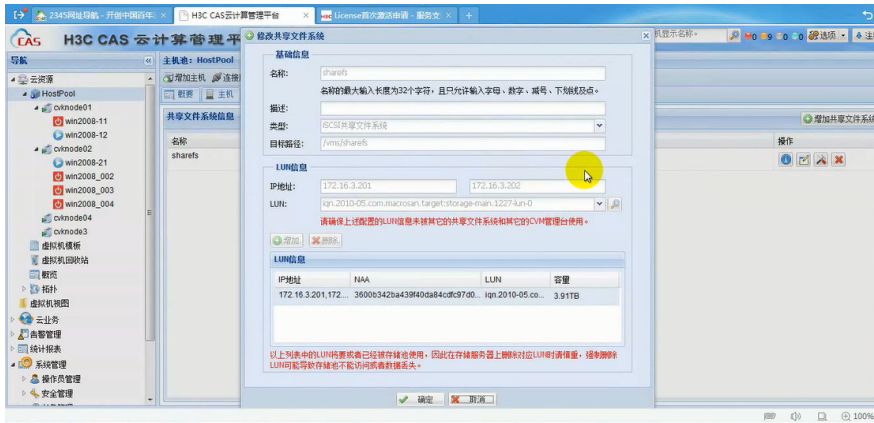 2345网址导航 - 开创中国百年
H3C CAS云计算管理平台
License首次激活申请 - 服务支
CAS H3C CAS 云计算管理平
修改共享文件系统
机显示名称
选项
导航
主机池: HostPool
云资源
HostPool
cvknode01
win2008-11
win2008-12
cvknode02
win2008-21
win2008_002
win2008_003
win2008_004
cvknode04
cvknode3
虚拟机模板
虚拟机回收站
概览
拓扑
虚拟机视图
云业务
告警管理
统计报表
系统管理
操作员管理
安全管理
增加主机 连接
概要 主机
共享文件系统信息
增加共享文件系统
名称
操作
sharefs
基础信息
名称: sharefs
名称的最大输入长度为32个字符，且只允许输入字母、数字、减号、下划线及点。
描述:
类型: iSCSI共享文件系统
目标路径: /vms/sharefs
LUN信息
IP地址: 172.16.3.201 172.16.3.202
LUN: iqn.2010-05.com.macrosan.target:storage-main.1227-lun-0
请确保上述配置的LUN信息未被其它的共享文件系统和其它的CVM管理台使用。
增加 删除
LUN信息
IP地址 NAA LUN 容量
172.16.3.201,172... 3600b342ba439f40da84cdfc97d0... iqn.2010-05.co... 3.91TB
以上列表中的LUN将要或者已经被存储池使用，因此在存储服务器上删除对应LUN时请慎重，强制删除
LUN可能导致存储池不能访问或者数据丢失。
确定 取消
100%